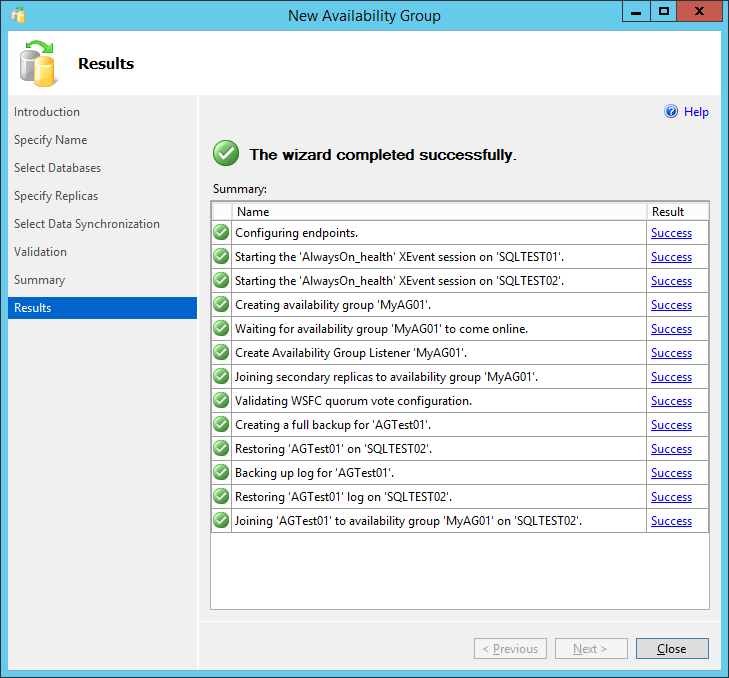 New Availability Group
Results
Introduction
Specify Name
Select Databases
Specify Replicas
Select Data Synchronization
Validation
Summary
Results
Help
The wizard completed successfully.
Summary:
Name Result
Configuring endpoints. Success
Starting the 'AlwaysOn_health' XEvent session on 'SQLTEST01'. Success
Starting the 'AlwaysOn_health' XEvent session on 'SQLTEST02'. Success
Creating availability group 'MyAG01'. Success
Waiting for availability group 'MyAG01' to come online. Success
Create Availability Group Listener 'MyAG01'. Success
Joining secondary replicas to availability group 'MyAG01'. Success
Validating WSFC quorum vote configuration. Success
Creating a full backup for 'AGTest01'. Success
Restoring 'AGTest01' on 'SQLTEST02'. Success
Backing up log for 'AGTest01'. Success
Restoring 'AGTest01' log on 'SQLTEST02'. Success
Joining 'AGTest01' to availability group 'MyAG01' on 'SQLTEST02'. Success
< Previous Next > Close